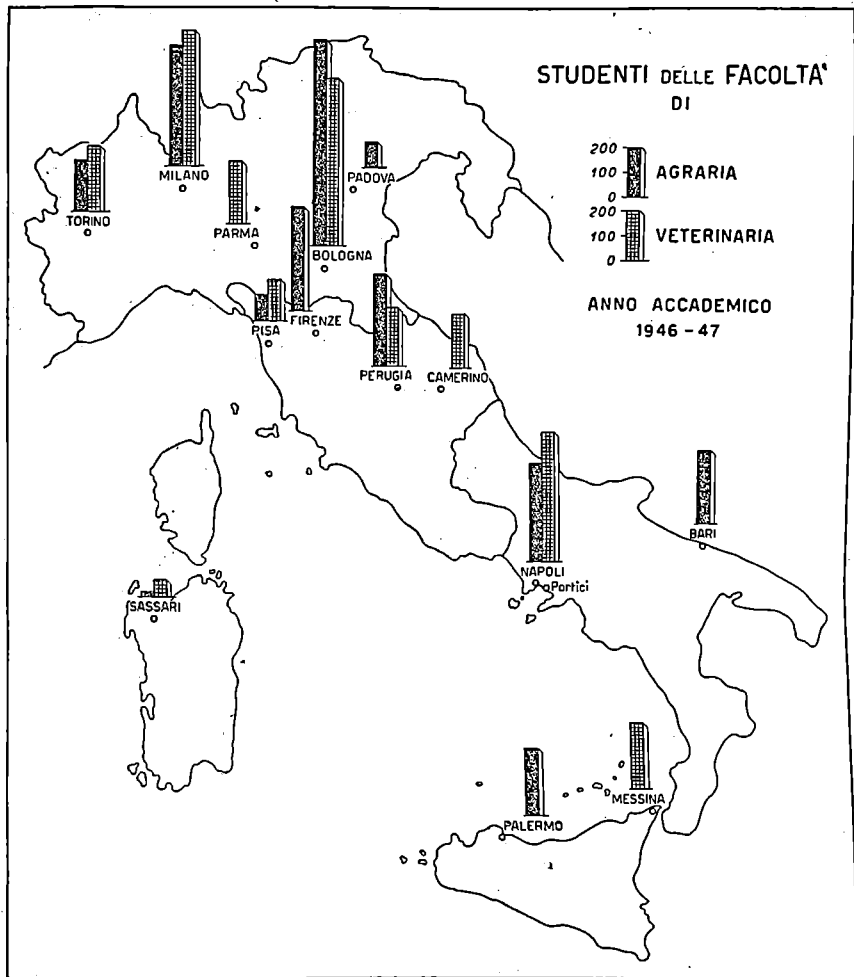 STUDENTI DELLE FACOLTA'
DI
200
100
0
AGRARIA
200
100
0
VETERINARIA
ANNO ACCADEMICO
1946-47
MILANO
PADOVA
TORINO
PARMA
BOLOGNA
PISA
FIRENZE
PERUGIA
CAMERINO
BARI
NAPOLI
Portici
SASSARI
MESSINA
PALERMO